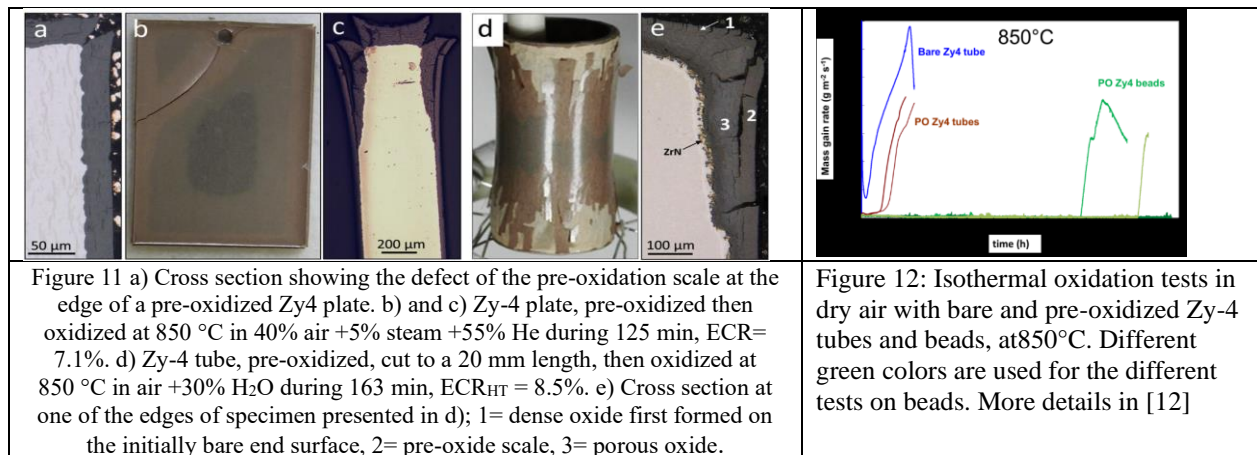 a b c d e 1
2
3
ZrN
50 µm 200 µm 100 µm
Figure 11 a) Cross section showing the defect of the pre-oxidation scale at the
edge of a pre-oxidized Zy4 plate. b) and c) Zy-4 plate, pre-oxidized then
oxidized at 850 °C in 40% air +5% steam +55% He during 125 min, ECR=
7.1%. d) Zy-4 tube, pre-oxidized, cut to a 20 mm length, then oxidized at
850 °C in air +30% H2O during 163 min, ECRHT = 8.5%. e) Cross section at
one of the edges of specimen presented in d); 1= dense oxide first formed on
the initially bare end surface, 2= pre-oxide scale, 3= porous oxide.
850°C
Bare Zy4 tube
PO Zy4 beads
PO Zy4 tubes
Mass gain rate (g m-2 s-1)
time (h)
Figure 12: Isothermal oxidation tests in
dry air with bare and pre-oxidized Zy-4
tubes and beads, at850°C. Different
green colors are used for the different
tests on beads. More details in [12]